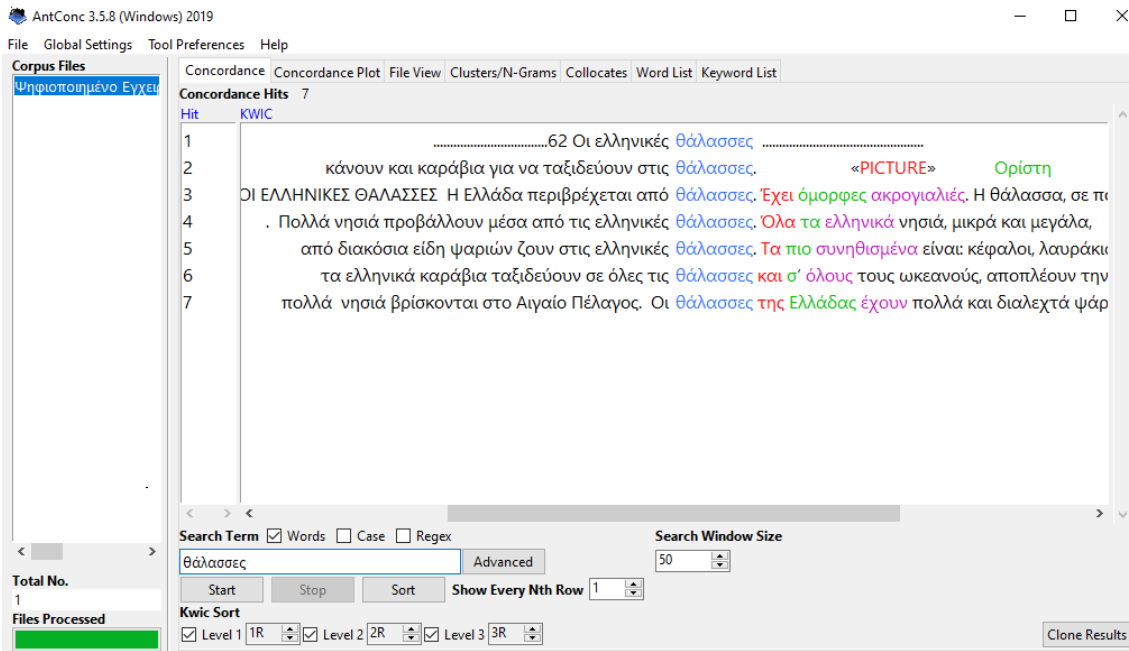 AntConc 3.5.8 (Windows) 2019
File Global Settings Tool Preferences Help
Corpus Files
Ψηφιοποιημένο Εγχει
Concordance Concordance Plot File View Clusters/N-Grams Collocates Word List Keyword List
Concordance Hits 7
Hit KWIC
1 ..................................62 Οι ελληνικές θάλασσες ................................................
2 κάνουν και καράβια για να ταξιδεύουν στις θάλασσες. «PICTURE» Ορίστη
3 ΟΙ ΕΛΛΗΝΙΚΕΣ ΘΑΛΑΣΣΕΣ Η Ελλάδα περιβρέχεται από θάλασσες. Έχει όμορφες ακρογιαλιές. Η θάλασσα, σε πο
4 . Πολλά νησιά προβάλλουν μέσα από τις ελληνικές θάλασσες. Όλα τα ελληνικά νησιά, μικρά και μεγάλα,
5 από διακόσια είδη ψαριών ζουν στις ελληνικές θάλασσες. Τα πιο συνηθισμένα είναι: κέφαλοι, λαυράκια
6 τα ελληνικά καράβια ταξιδεύουν σε όλες τις θάλασσες και σ' όλους τους ωκεανούς, αποπλέουν την
7 πολλά νησιά βρίσκονται στο Αιγαίο Πέλαγος. Οι θάλασσες της Ελλάδας έχουν πολλά και διαλεχτά ψάρ
Search Term Words Case Regex Search Window Size
θάλασσες Advanced 50
Total No.
1
Start Stop Sort Show Every Nth Row 1
Files Processed
Kwic Sort
Level 1 1R Level 2 2R Level 3 3R Clone Results